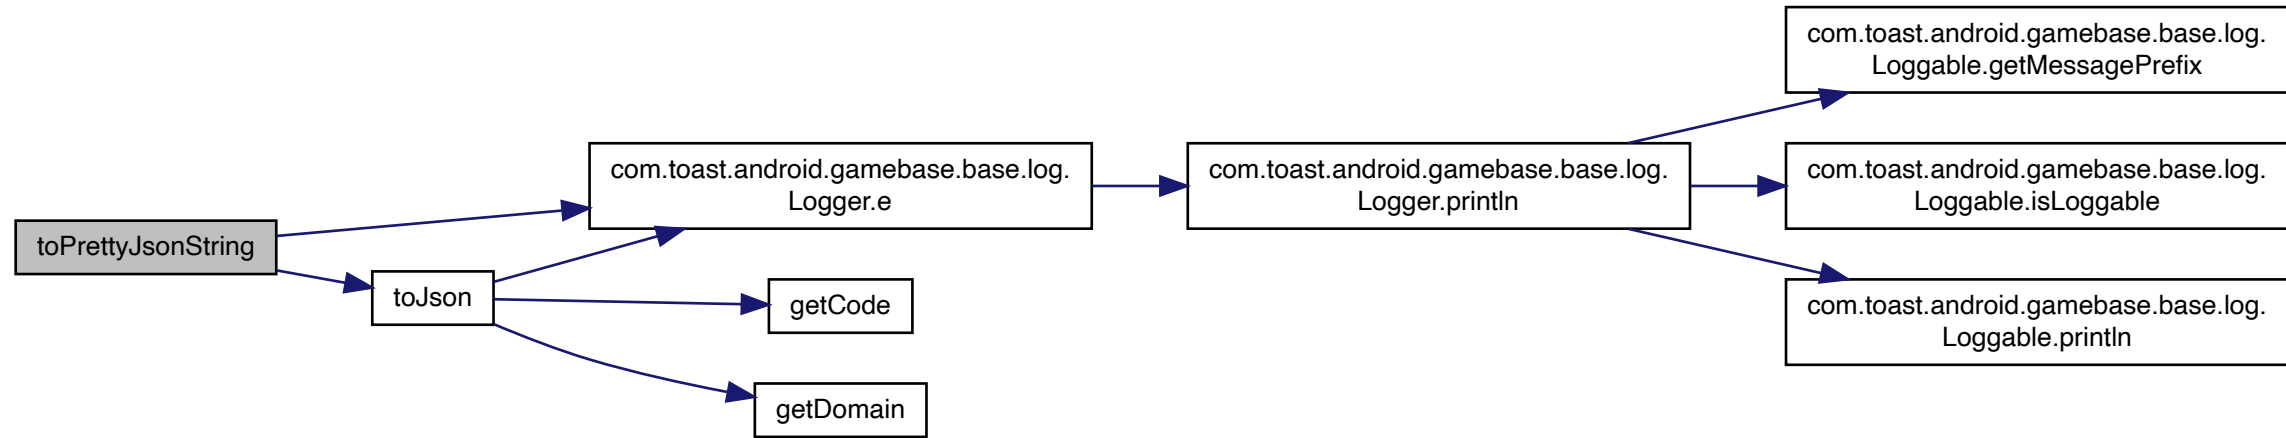 toPrettyJsonString
toJson
com.toast.android.gamebase.base.log.
Logger.e
getCode
getDomain
com.toast.android.gamebase.base.log.
Logger.println
com.toast.android.gamebase.base.log.
Loggable.getMessagePrefix
com.toast.android.gamebase.base.log.
Loggable.isLoggable
com.toast.android.gamebase.base.log.
Loggable.println